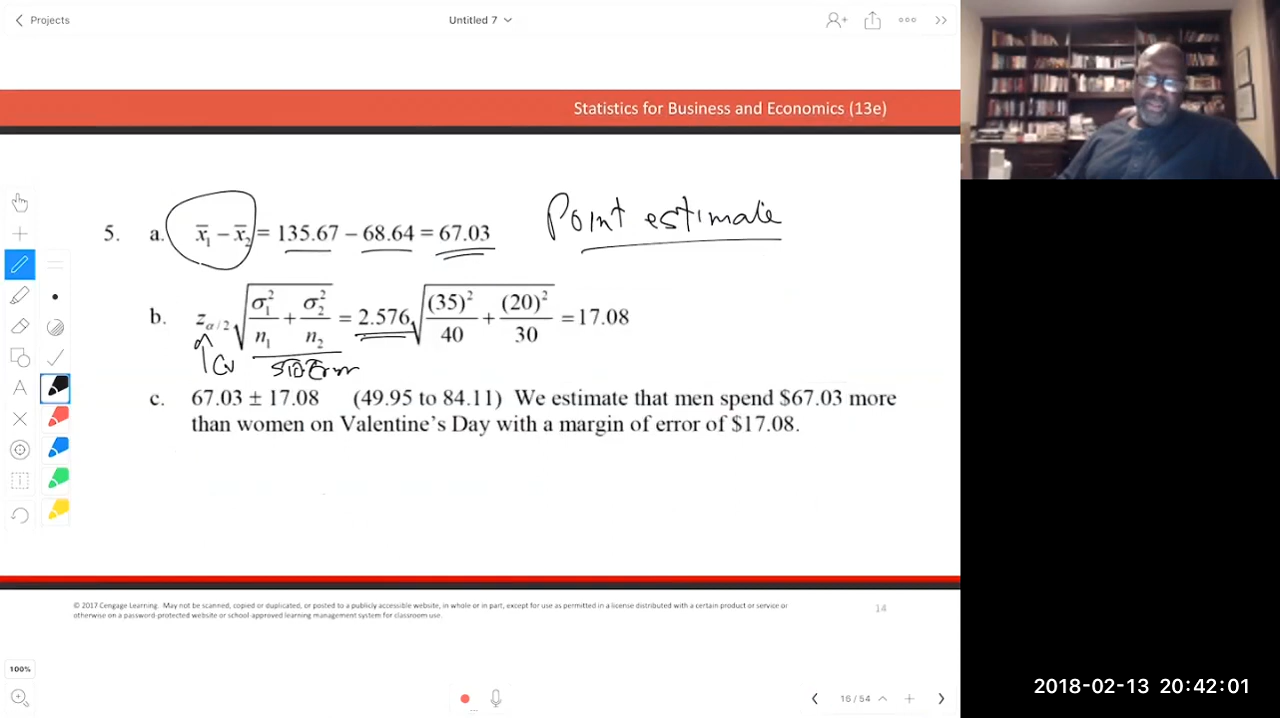 Projects
Untitled 7
Statistics for Business and Economics (13e)
5. a. x̄₁ − x̄₂ = 135.67 − 68.64 = 67.03
Point estimate
b. z_{α/2} √(σ₁²/n₁ + σ₂²/n₂) = 2.576 √((35)²/40 + (20)²/30) = 17.08
CV
STD Error
c. 67.03 ± 17.08 (49.95 to 84.11) We estimate that men spend $67.03 more
than women on Valentine's Day with a margin of error of $17.08.
© 2017 Cengage Learning. May not be scanned, copied or duplicated, or posted to a publicly accessible website, in whole or in part, except for use as permitted in a license distributed with a certain product or service or
otherwise on a password-protected website or school-approved learning management system for classroom use.
14
100%
16/54
2018-02-13 20:42:01